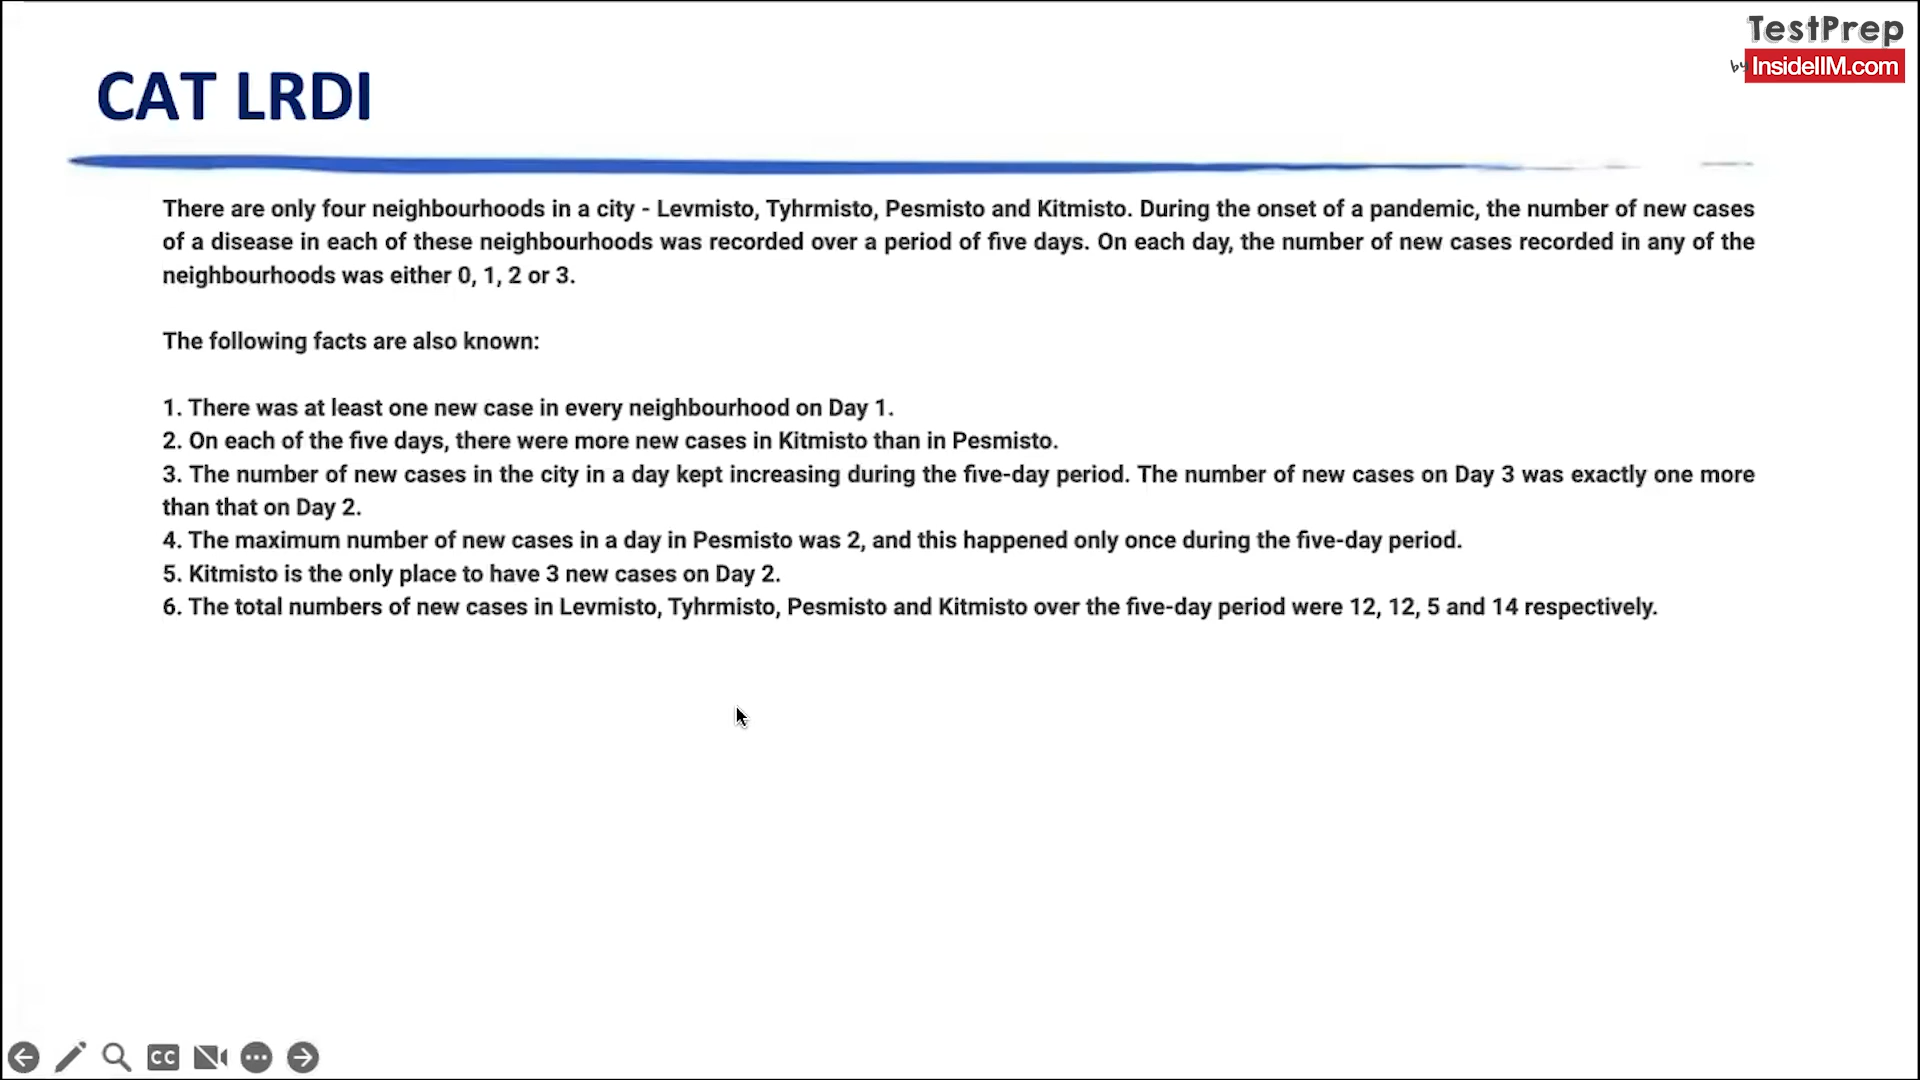 TestPrep
by InsideIIM.com
CAT LRDI
There are only four neighbourhoods in a city - Levmisto, Tyhrmisto, Pesmisto and Kitmisto. During the onset of a pandemic, the number of new cases
of a disease in each of these neighbourhoods was recorded over a period of five days. On each day, the number of new cases recorded in any of the
neighbourhoods was either 0, 1, 2 or 3.
The following facts are also known:
1. There was at least one new case in every neighbourhood on Day 1.
2. On each of the five days, there were more new cases in Kitmisto than in Pesmisto.
3. The number of new cases in the city in a day kept increasing during the five-day period. The number of new cases on Day 3 was exactly one more
than that on Day 2.
4. The maximum number of new cases in a day in Pesmisto was 2, and this happened only once during the five-day period.
5. Kitmisto is the only place to have 3 new cases on Day 2.
6. The total numbers of new cases in Levmisto, Tyhrmisto, Pesmisto and Kitmisto over the five-day period were 12, 12, 5 and 14 respectively.
CC